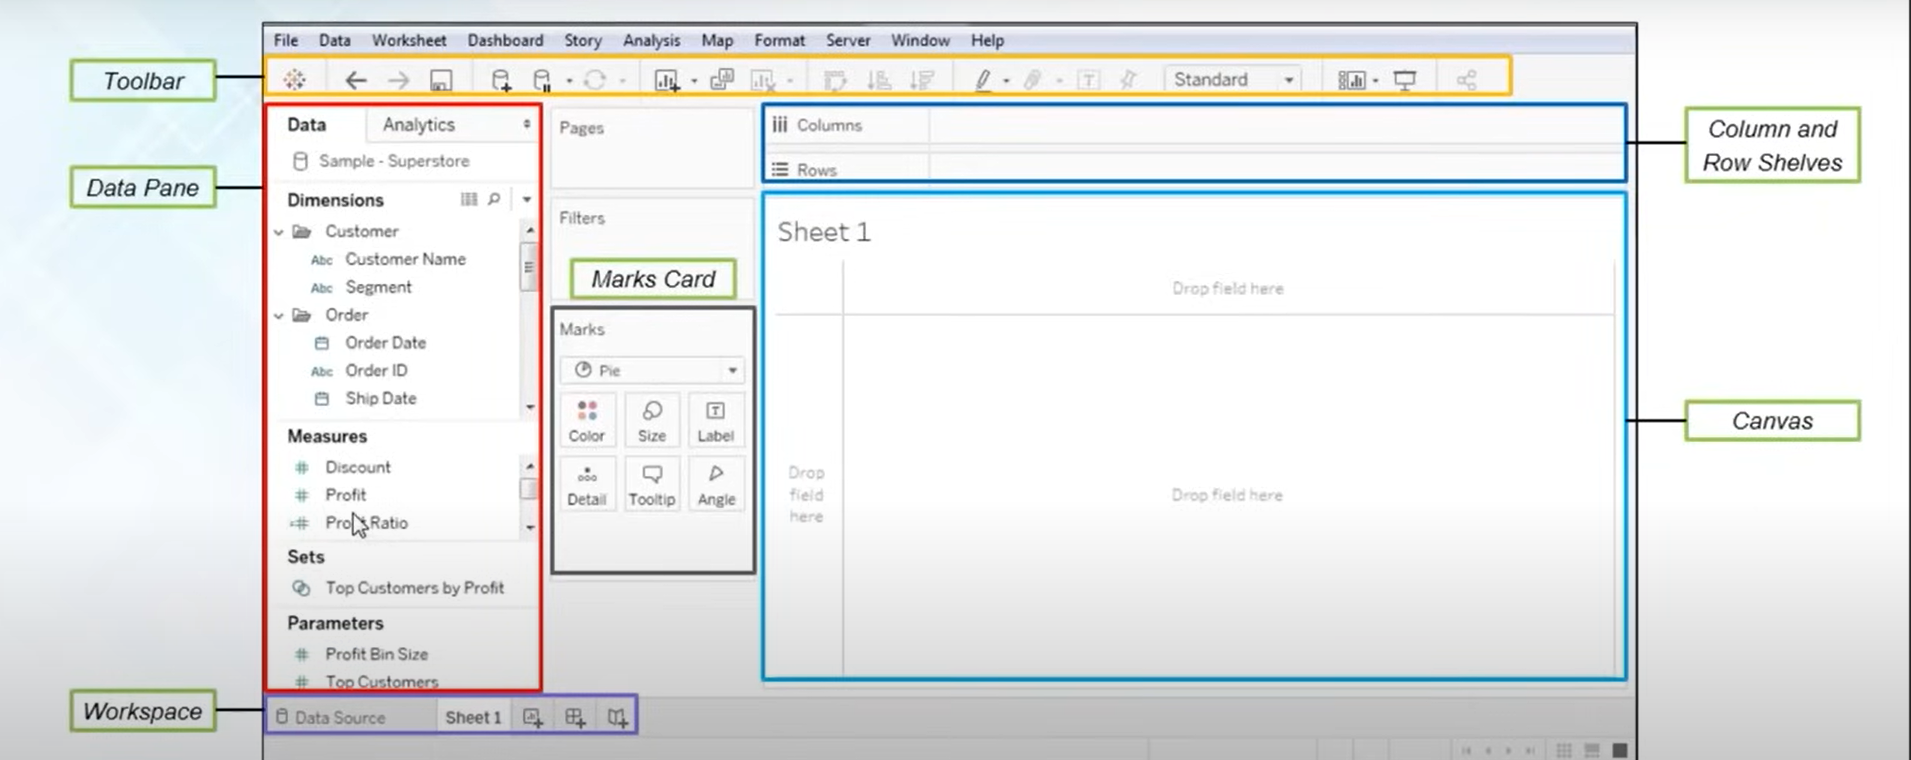 File Data Worksheet Dashboard Story Analysis Map Format Server Window Help
Toolbar
Standard
Data Pane
Data Analytics
Sample - Superstore
Dimensions
Customer
Abc Customer Name
Abc Segment
Order
Order Date
Abc Order ID
Ship Date
Measures
# Discount
# Profit
=# Profit Ratio
Sets
Top Customers by Profit
Parameters
# Profit Bin Size
# Top Customers
Pages
Filters
Marks Card
Marks
Pie
Color Size Label
Detail Tooltip Angle
Columns
Rows
Column and
Row Shelves
Sheet 1
Drop field here
Drop
field
here
Drop field here
Canvas
Workspace
Data Source Sheet 1